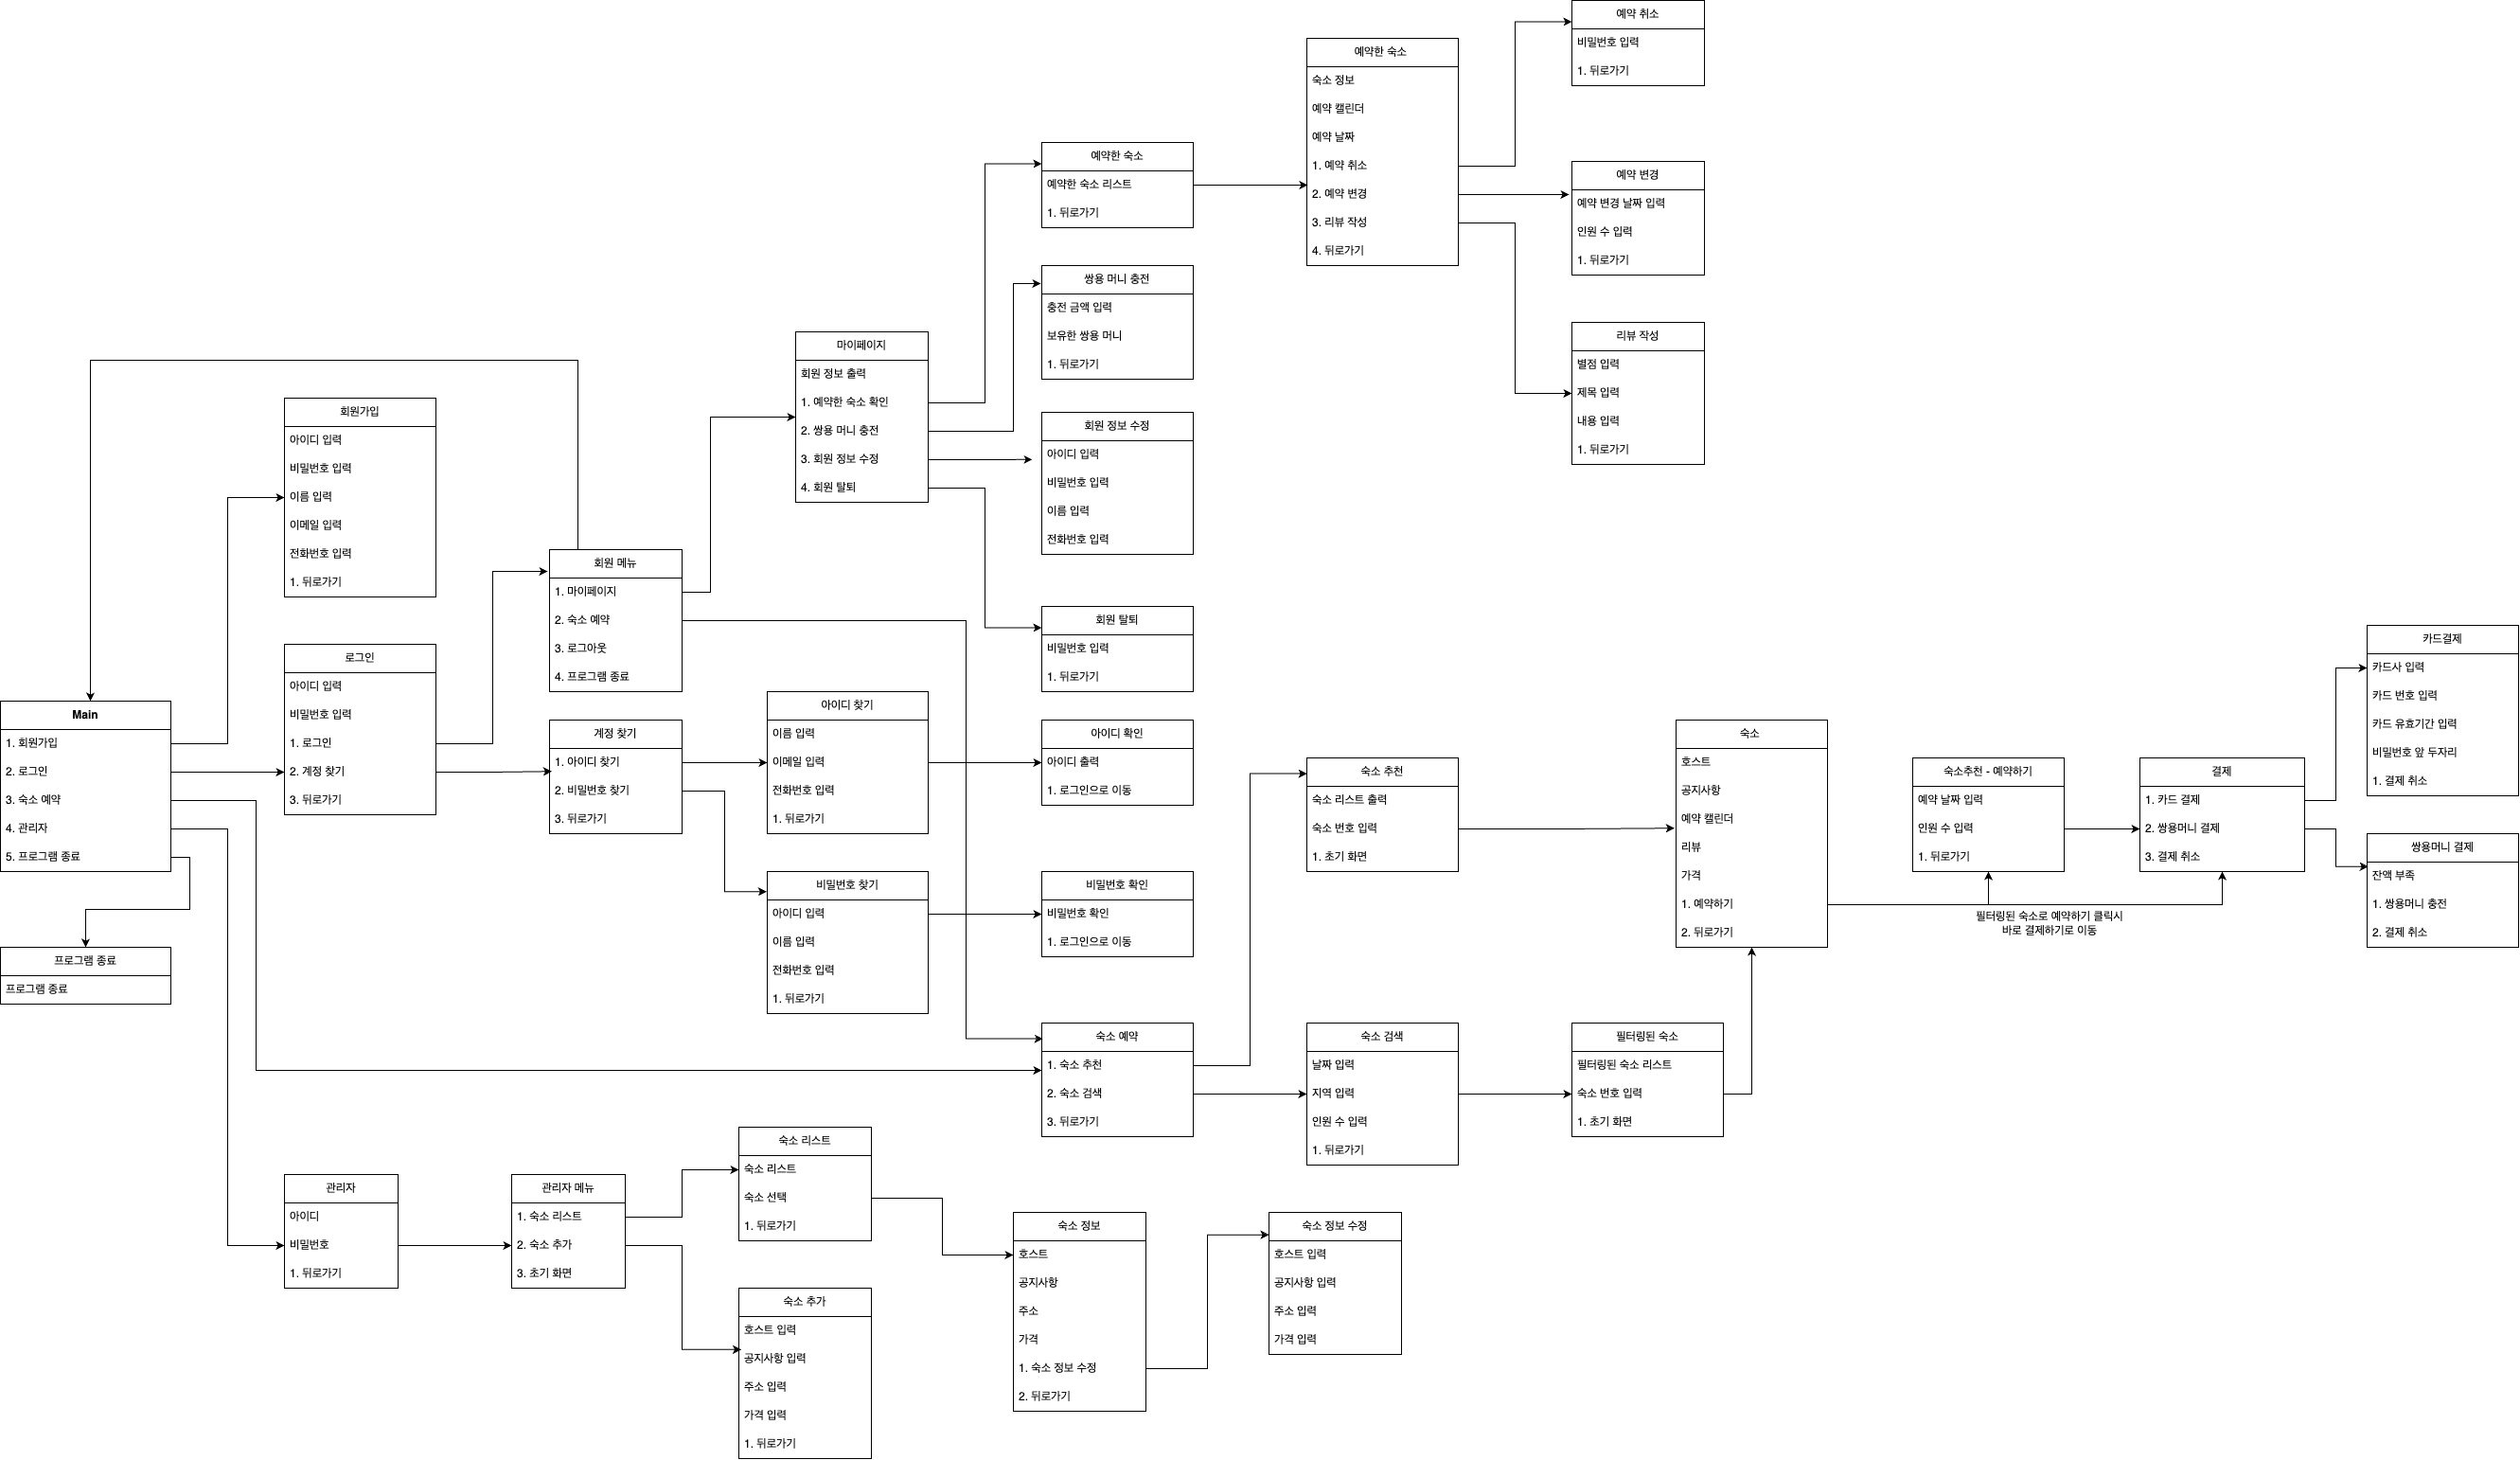 Main
1. 회원가입
2. 로그인
3. 숙소 예약
4. 관리자
5. 프로그램 종료
프로그램 종료
프로그램 종료
회원가입
아이디 입력
비밀번호 입력
이름 입력
이메일 입력
전화번호 입력
1. 뒤로가기
로그인
아이디 입력
비밀번호 입력
1. 로그인
2. 계정 찾기
3. 뒤로가기
회원 메뉴
1. 마이페이지
2. 숙소 예약
3. 로그아웃
4. 프로그램 종료
계정 찾기
1. 아이디 찾기
2. 비밀번호 찾기
3. 뒤로가기
마이페이지
회원 정보 출력
1. 예약한 숙소 확인
2. 쌍용 머니 충전
3. 회원 정보 수정
4. 회원 탈퇴
아이디 찾기
이름 입력
이메일 입력
전화번호 입력
1. 뒤로가기
비밀번호 찾기
아이디 입력
이름 입력
전화번호 입력
1. 뒤로가기
예약한 숙소
예약한 숙소 리스트
1. 뒤로가기
쌍용 머니 충전
충전 금액 입력
보유한 쌍용 머니
1. 뒤로가기
회원 정보 수정
아이디 입력
비밀번호 입력
이름 입력
전화번호 입력
회원 탈퇴
비밀번호 입력
1. 뒤로가기
아이디 확인
아이디 출력
1. 로그인으로 이동
비밀번호 확인
비밀번호 확인
1. 로그인으로 이동
숙소 예약
1. 숙소 추천
2. 숙소 검색
3. 뒤로가기
예약한 숙소
숙소 정보
예약 캘린더
예약 날짜
1. 예약 취소
2. 예약 변경
3. 리뷰 작성
4. 뒤로가기
예약 취소
비밀번호 입력
1. 뒤로가기
예약 변경
예약 변경 날짜 입력
인원 수 입력
1. 뒤로가기
리뷰 작성
별점 입력
제목 입력
내용 입력
1. 뒤로가기
숙소 추천
숙소 리스트 출력
숙소 번호 입력
1. 초기 화면
숙소 검색
날짜 입력
지역 입력
인원 수 입력
1. 뒤로가기
필터링된 숙소
필터링된 숙소 리스트
숙소 번호 입력
1. 초기 화면
숙소
호스트
공지사항
예약 캘린더
리뷰
가격
1. 예약하기
2. 뒤로가기
숙소추천 - 예약하기
예약 날짜 입력
인원 수 입력
1. 뒤로가기
필터링된 숙소로 예약하기 클릭시
바로 결제하기로 이동
결제
1. 카드 결제
2. 쌍용머니 결제
3. 결제 취소
카드결제
카드사 입력
카드 번호 입력
카드 유효기간 입력
비밀번호 앞 두자리
1. 결제 취소
쌍용머니 결제
잔액 부족
1. 쌍용머니 충전
2. 결제 취소
관리자
아이디
비밀번호
1. 뒤로가기
관리자 메뉴
1. 숙소 리스트
2. 숙소 추가
3. 초기 화면
숙소 리스트
숙소 리스트
숙소 선택
1. 뒤로가기
숙소 추가
호스트 입력
공지사항 입력
주소 입력
가격 입력
1. 뒤로가기
숙소 정보
호스트
공지사항
주소
가격
1. 숙소 정보 수정
2. 뒤로가기
숙소 정보 수정
호스트 입력
공지사항 입력
주소 입력
가격 입력